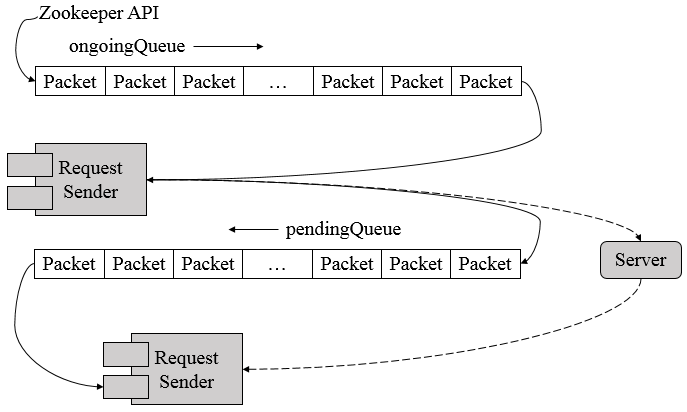 Zookeeper API
ongoingQueue
Packet Packet Packet … Packet Packet Packet
Request
Sender
pendingQueue
Packet Packet Packet … Packet Packet Packet
Server
Request
Sender